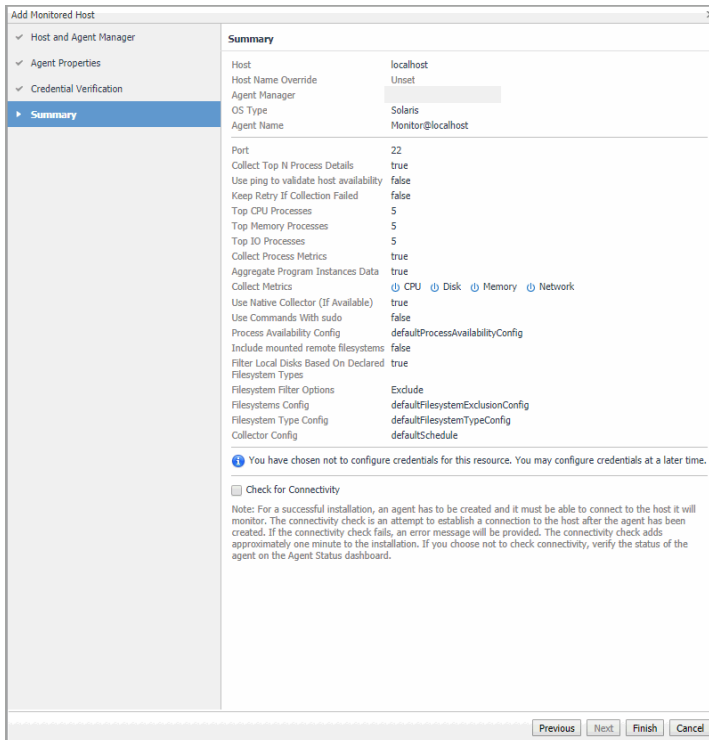 Add Monitored Host
Host and Agent Manager
Agent Properties
Credential Verification
Summary
Summary
Host localhost
Host Name Override Unset
Agent Manager
OS Type Solaris
Agent Name Monitor@localhost
Port 22
Collect Top N Process Details true
Use ping to validate host availability false
Keep Retry If Collection Failed false
Top CPU Processes 5
Top Memory Processes 5
Top IO Processes 5
Collect Process Metrics true
Aggregate Program Instances Data true
Collect Metrics CPU Disk Memory Network
Use Native Collector (If Available) true
Use Commands With sudo false
Process Availability Config defaultProcessAvailabilityConfig
Include mounted remote filesystems false
Filter Local Disks Based On Declared true
Filesystem Types
Filesystem Filter Options Exclude
Filesystems Config defaultFilesystemExclusionConfig
Filesystem Type Config defaultFilesystemTypeConfig
Collector Config defaultSchedule
You have chosen not to configure credentials for this resource. You may configure credentials at a later time.
Check for Connectivity
Note: For a successful installation, an agent has to be created and it must be able to connect to the host it will
monitor. The connectivity check is an attempt to establish a connection to the host after the agent has been
created. If the connectivity check fails, an error message will be provided. The connectivity check adds
approximately one minute to the installation. If you choose not to check connectivity, verify the status of the
agent on the Agent Status dashboard.
Previous Next Finish Cancel